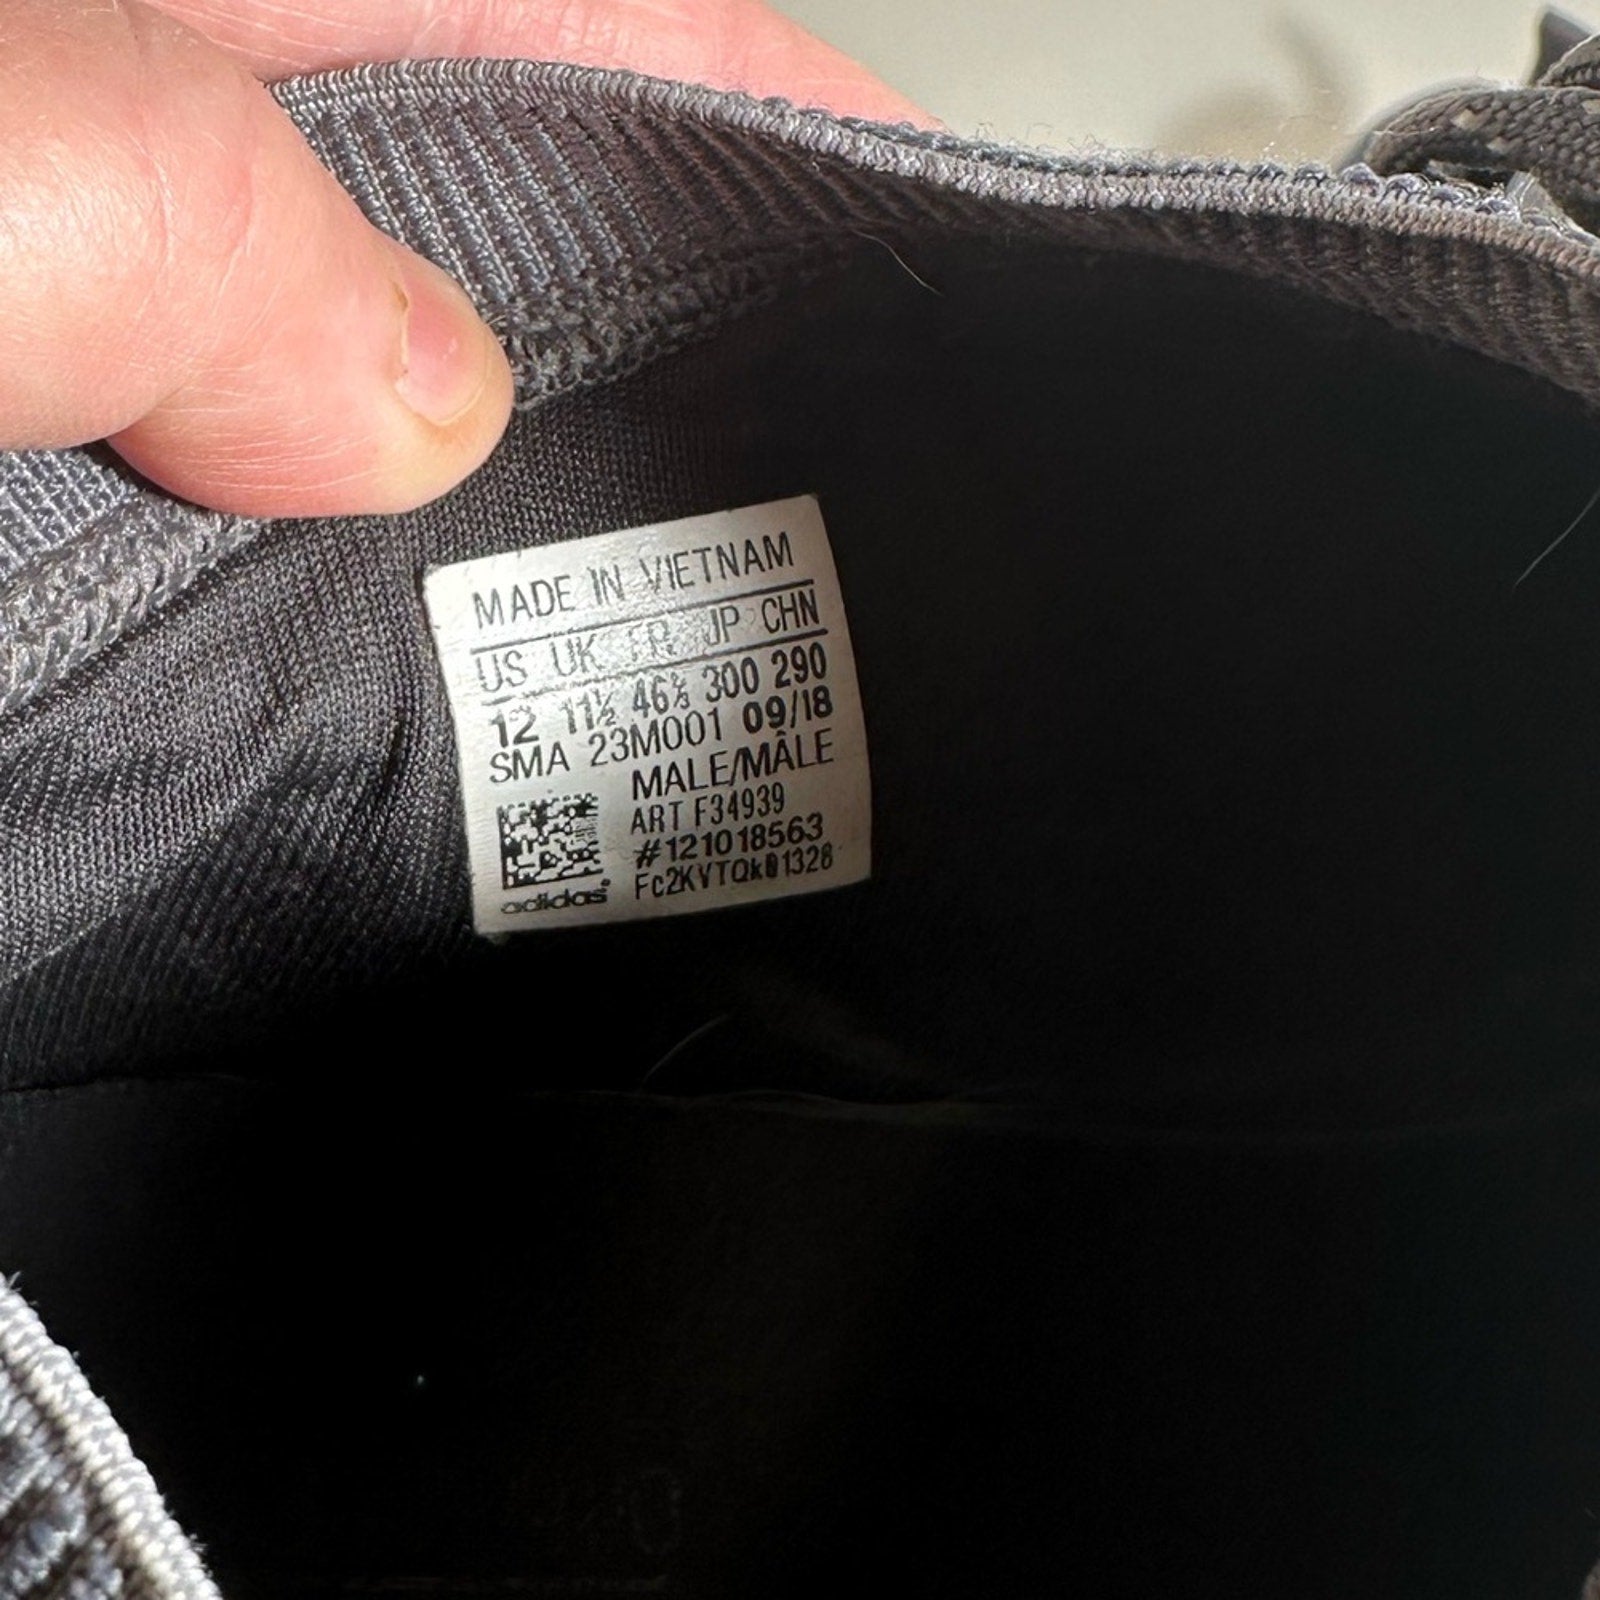 MADE IN VIETNAM
US UK FR JP CHN
12 11½ 46⅔ 300 290
SMA 23M001 09/18
MALE/MÂLE
ART F34939
#121018563
adidas